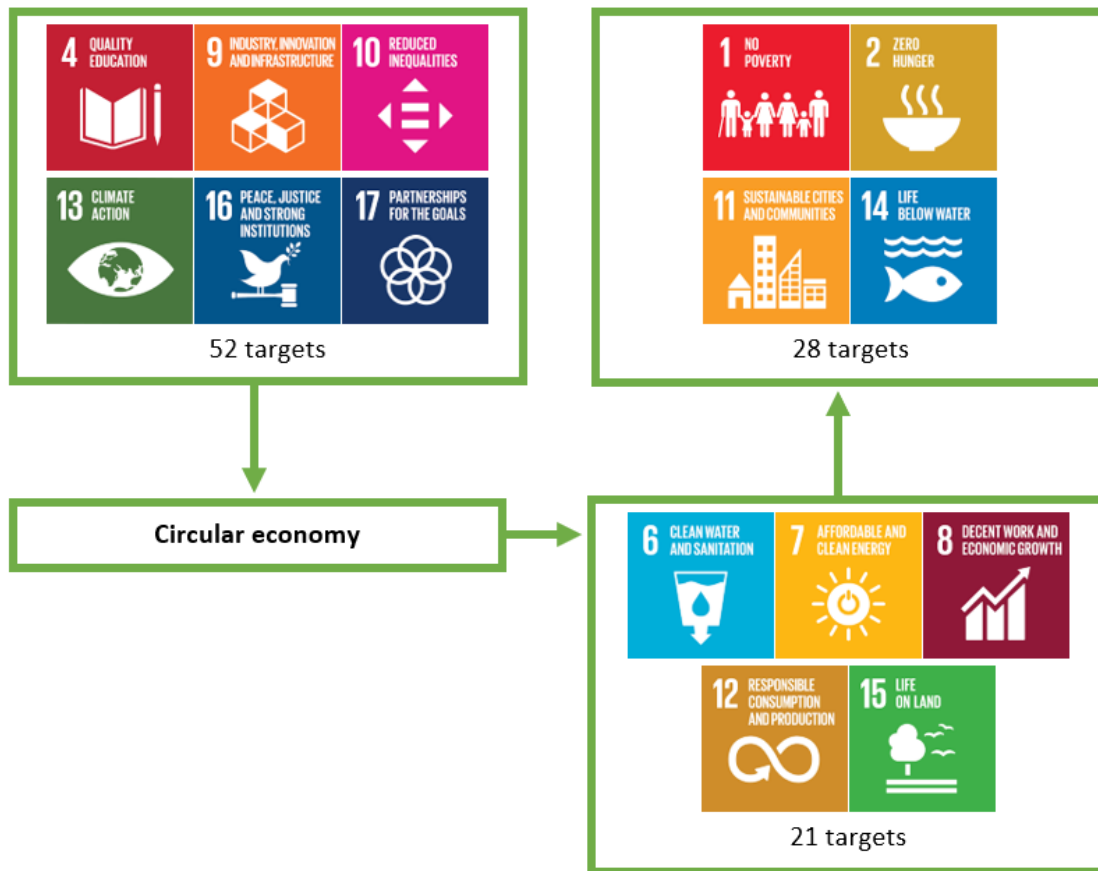 4 QUALITY
EDUCATION
9 INDUSTRY, INNOVATION
AND INFRASTRUCTURE
10 REDUCED
INEQUALITIES
13 CLIMATE
ACTION
16 PEACE, JUSTICE
AND STRONG
INSTITUTIONS
17 PARTNERSHIPS
FOR THE GOALS
52 targets
1 NO
POVERTY
2 ZERO
HUNGER
11 SUSTAINABLE CITIES
AND COMMUNITIES
14 LIFE
BELOW WATER
28 targets
Circular economy
6 CLEAN WATER
AND SANITATION
7 AFFORDABLE AND
CLEAN ENERGY
8 DECENT WORK AND
ECONOMIC GROWTH
12 RESPONSIBLE
CONSUMPTION
AND PRODUCTION
15 LIFE
ON LAND
21 targets